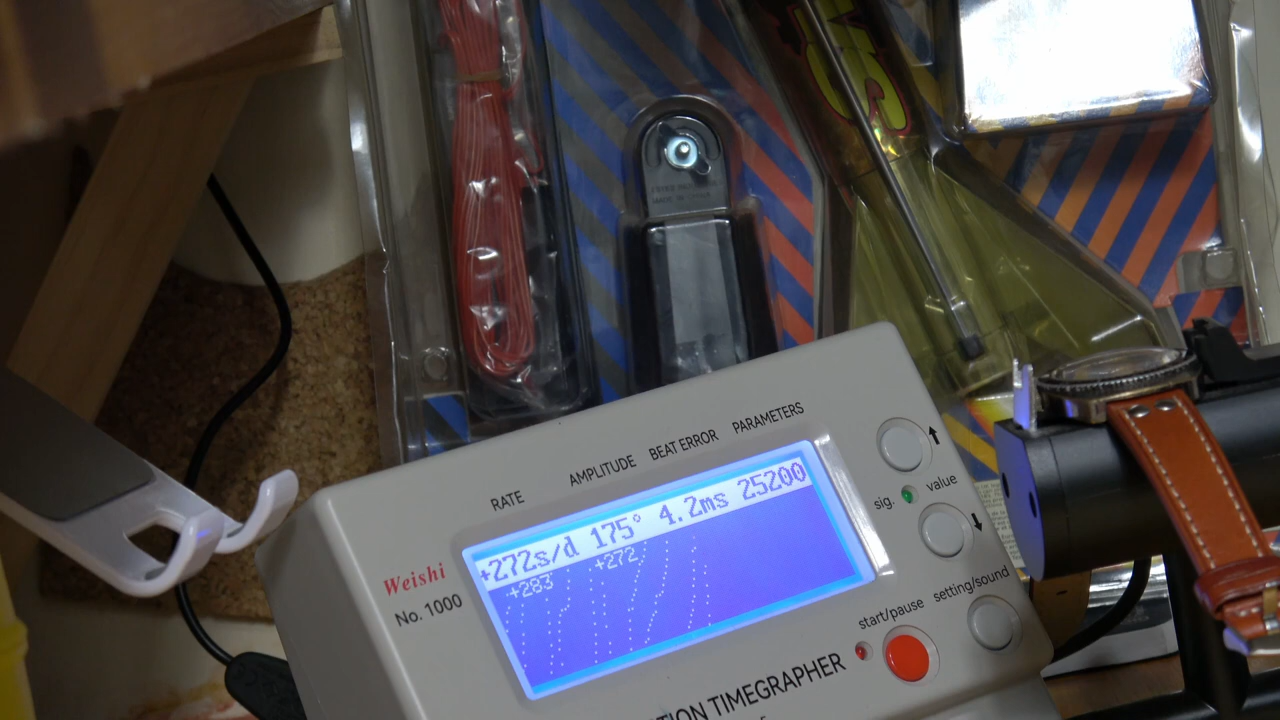 RATE AMPLITUDE BEAT ERROR PARAMETERS
+272s/d 175° 4.2ms 25200
+283 +272
Weishi
No. 1000
sig. value
setting/sound
start/pause
TION TIMEGRAPHER